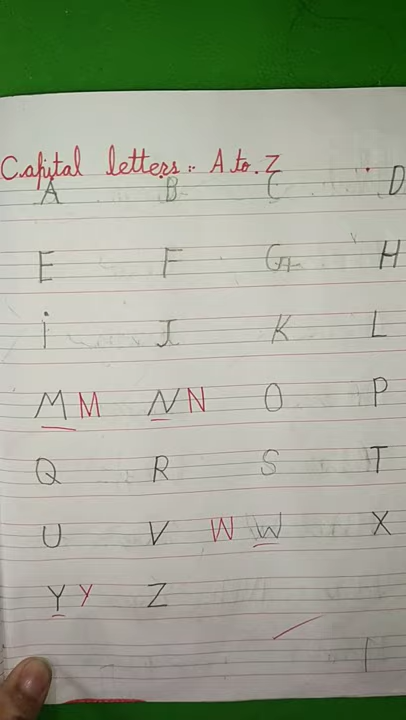 Capital letters :. A to. Z
A B C D
E F G H
i J K L
M M N N O P
Q R S T
U V W W X
Y Y Z